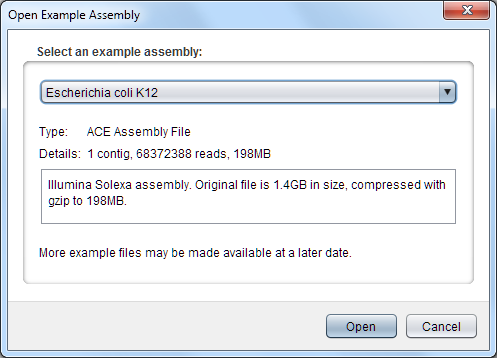 Open Example Assembly
Select an example assembly:
Escherichia coli K12
Type: ACE Assembly File
Details: 1 contig, 68372388 reads, 198MB
Illumina Solexa assembly. Original file is 1.4GB in size, compressed with
gzip to 198MB.
More example files may be made available at a later date.
Open Cancel